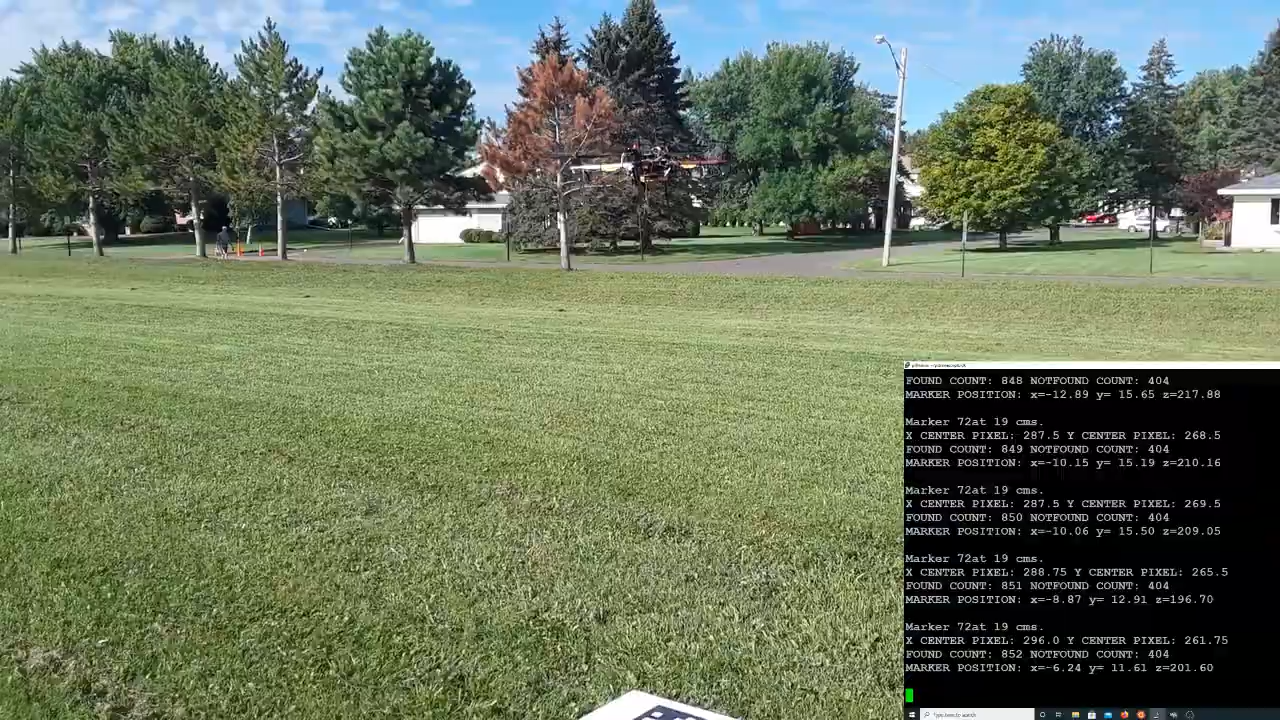 FOUND COUNT: 848 NOTFOUND COUNT: 404
MARKER POSITION: x=-12.89 y= 15.65 z=217.88
Marker 72at 19 cms.
X CENTER PIXEL: 287.5 Y CENTER PIXEL: 268.5
FOUND COUNT: 849 NOTFOUND COUNT: 404
MARKER POSITION: x=-10.15 y= 15.19 z=210.16
Marker 72at 19 cms.
X CENTER PIXEL: 287.5 Y CENTER PIXEL: 269.5
FOUND COUNT: 850 NOTFOUND COUNT: 404
MARKER POSITION: x=-10.06 y= 15.50 z=209.05
Marker 72at 19 cms.
X CENTER PIXEL: 288.75 Y CENTER PIXEL: 265.5
FOUND COUNT: 851 NOTFOUND COUNT: 404
MARKER POSITION: x=-8.87 y= 12.91 z=196.70
Marker 72at 19 cms.
X CENTER PIXEL: 296.0 Y CENTER PIXEL: 261.75
FOUND COUNT: 852 NOTFOUND COUNT: 404
MARKER POSITION: x=-6.24 y= 11.61 z=201.60
Type here to search